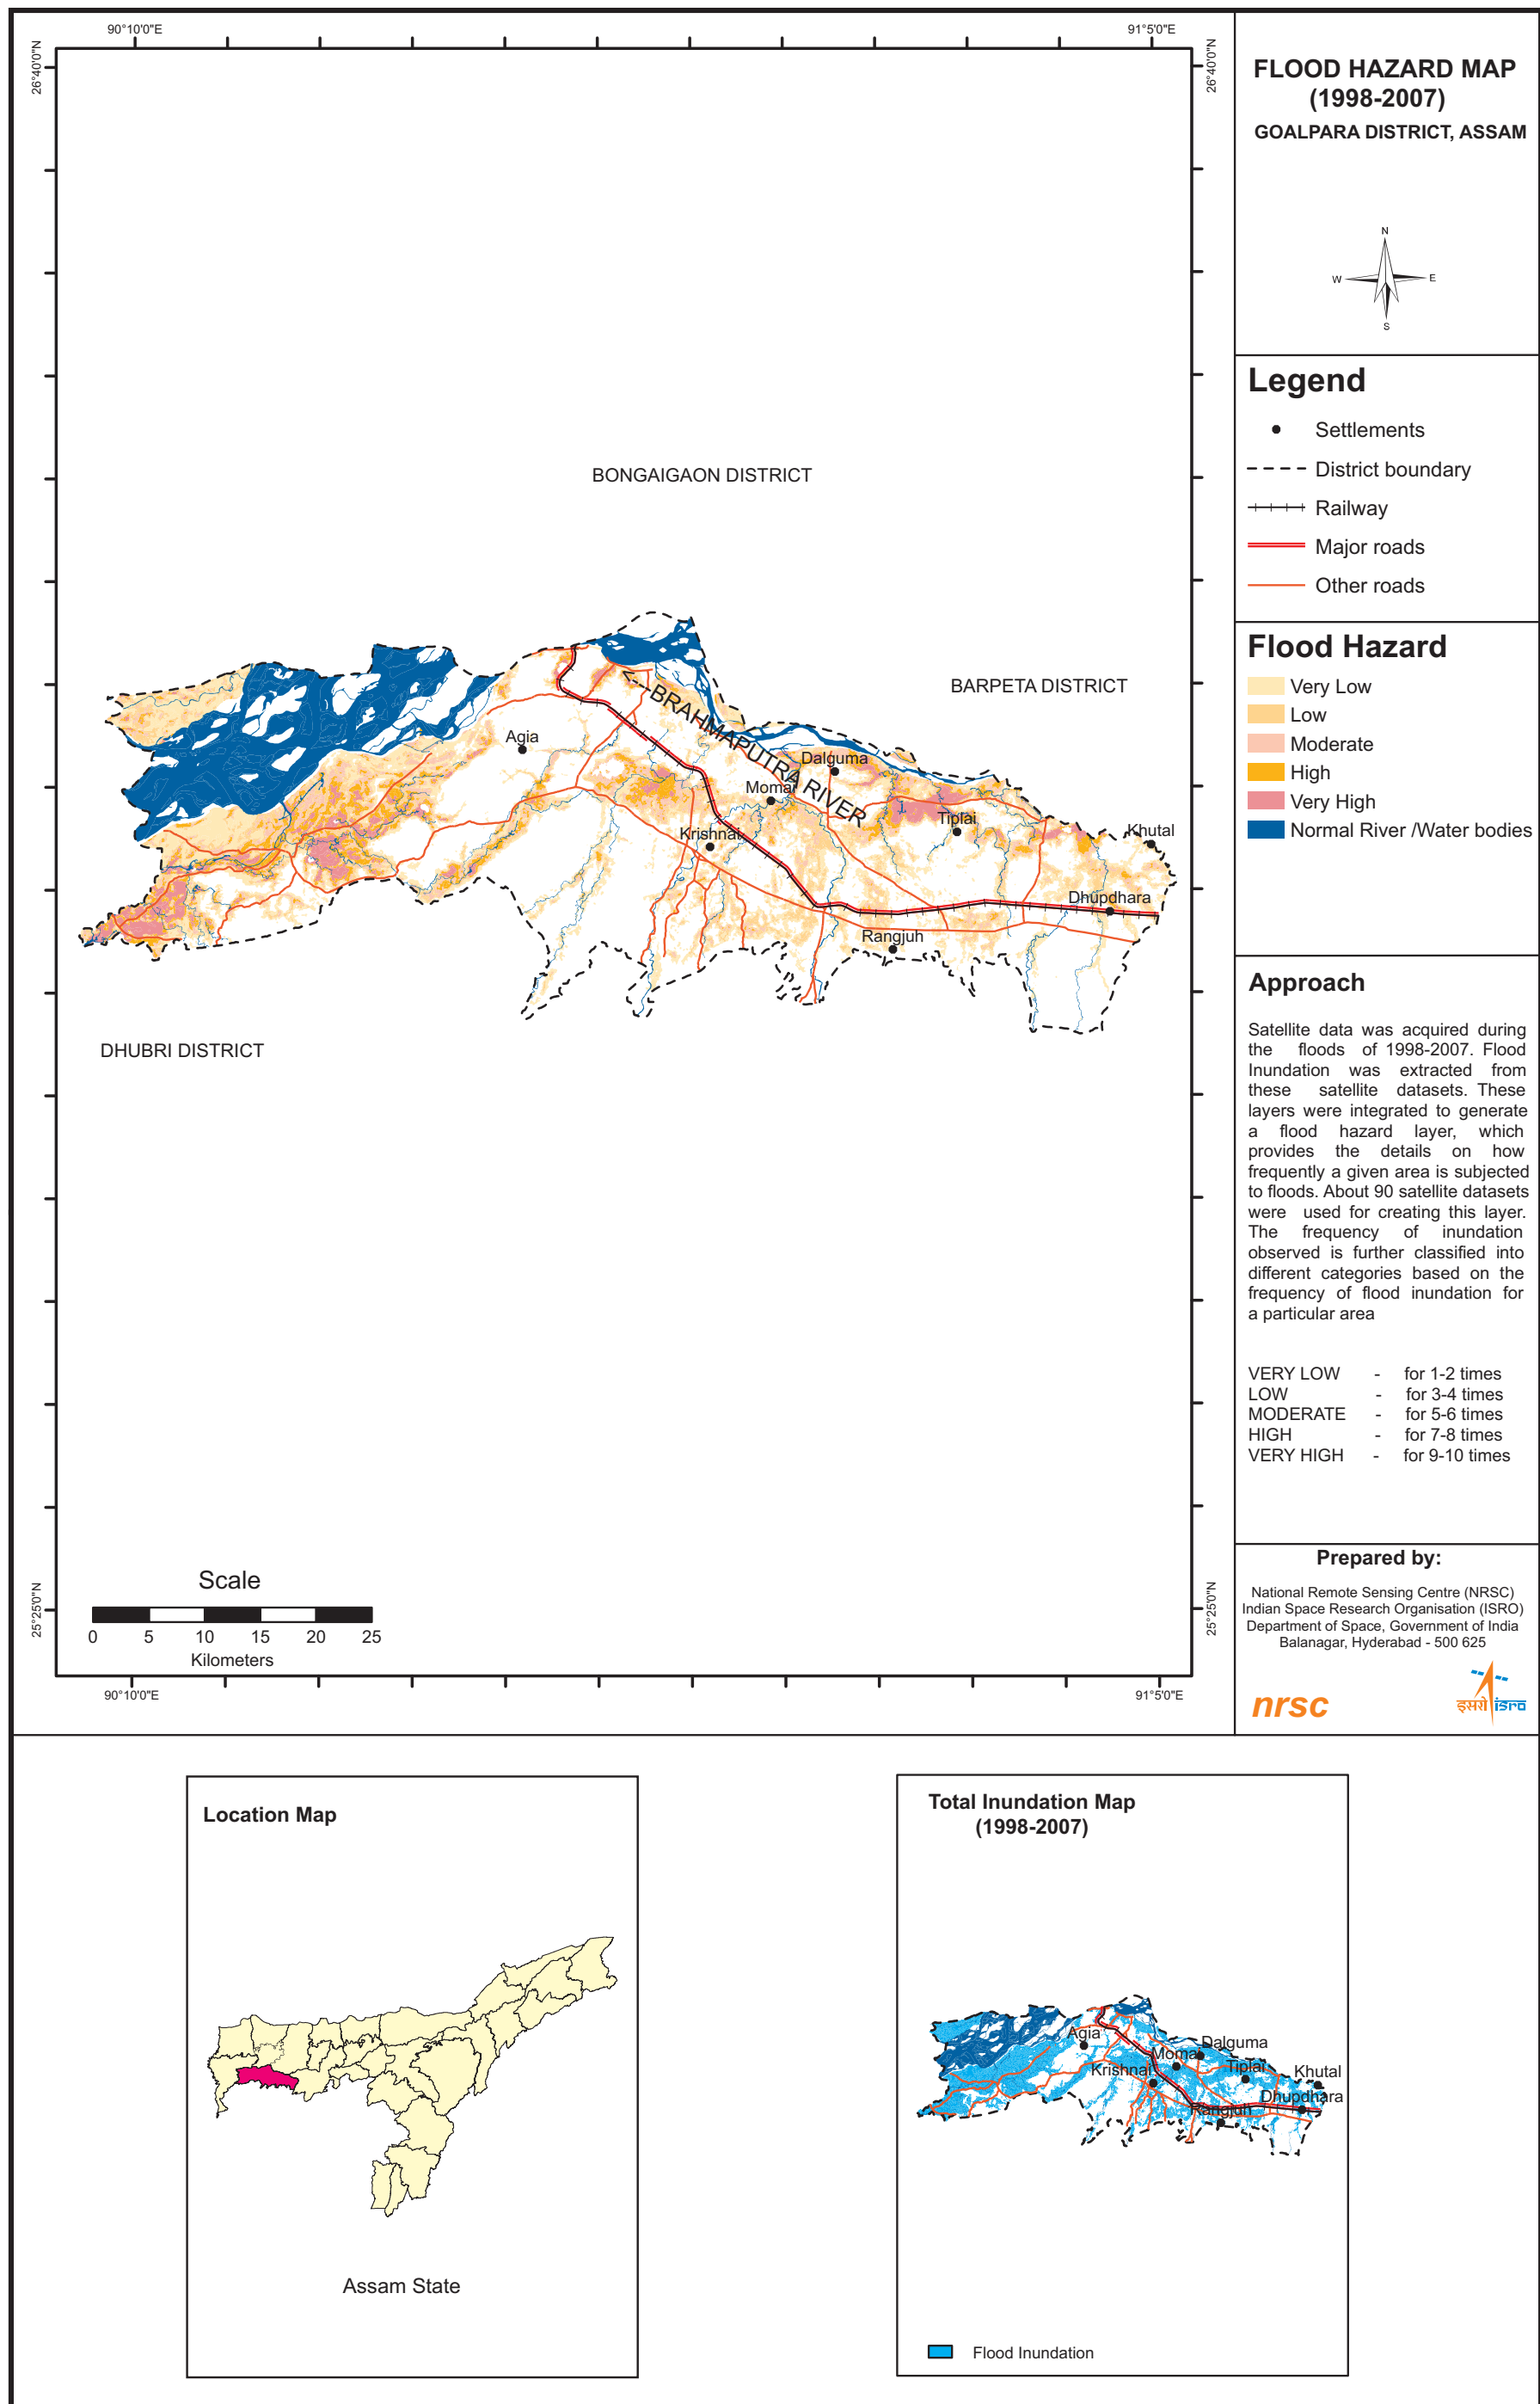 90°10'0"E
91°5'0"E
26°40'0"N
26°40'0"N
BONGAIGAON DISTRICT
BARPETA DISTRICT
<---BRAHMAPUTRA RIVER
Agia
Dalguma
Momai
Tiplai
Krishnai
Khutal
Dhupdhara
Rangjuh
DHUBRI DISTRICT
Scale
0 5 10 15 20 25
Kilometers
25°25'0"N
25°25'0"N
90°10'0"E
91°5'0"E
FLOOD HAZARD MAP
(1998-2007)
GOALPARA DISTRICT, ASSAM
N
W
E
S
Legend
Settlements
District boundary
Railway
Major roads
Other roads
Flood Hazard
Very Low
Low
Moderate
High
Very High
Normal River /Water bodies
Approach
Satellite data was acquired during
the floods of 1998-2007. Flood
Inundation was extracted from
these satellite datasets. These
layers were integrated to generate
a flood hazard layer, which
provides the details on how
frequently a given area is subjected
to floods. About 90 satellite datasets
were used for creating this layer.
The frequency of inundation
observed is further classified into
different categories based on the
frequency of flood inundation for
a particular area
VERY LOW - for 1-2 times
LOW - for 3-4 times
MODERATE - for 5-6 times
HIGH - for 7-8 times
VERY HIGH - for 9-10 times
Prepared by:
National Remote Sensing Centre (NRSC)
Indian Space Research Organisation (ISRO)
Department of Space, Government of India
Balanagar, Hyderabad - 500 625
nrsc
इसरो isro
Location Map
Assam State
Total Inundation Map
(1998-2007)
Agia
Dalguma
Momai
Tiplai
Krishnai
Khutal
Dhupdhara
Rangjuh
Flood Inundation